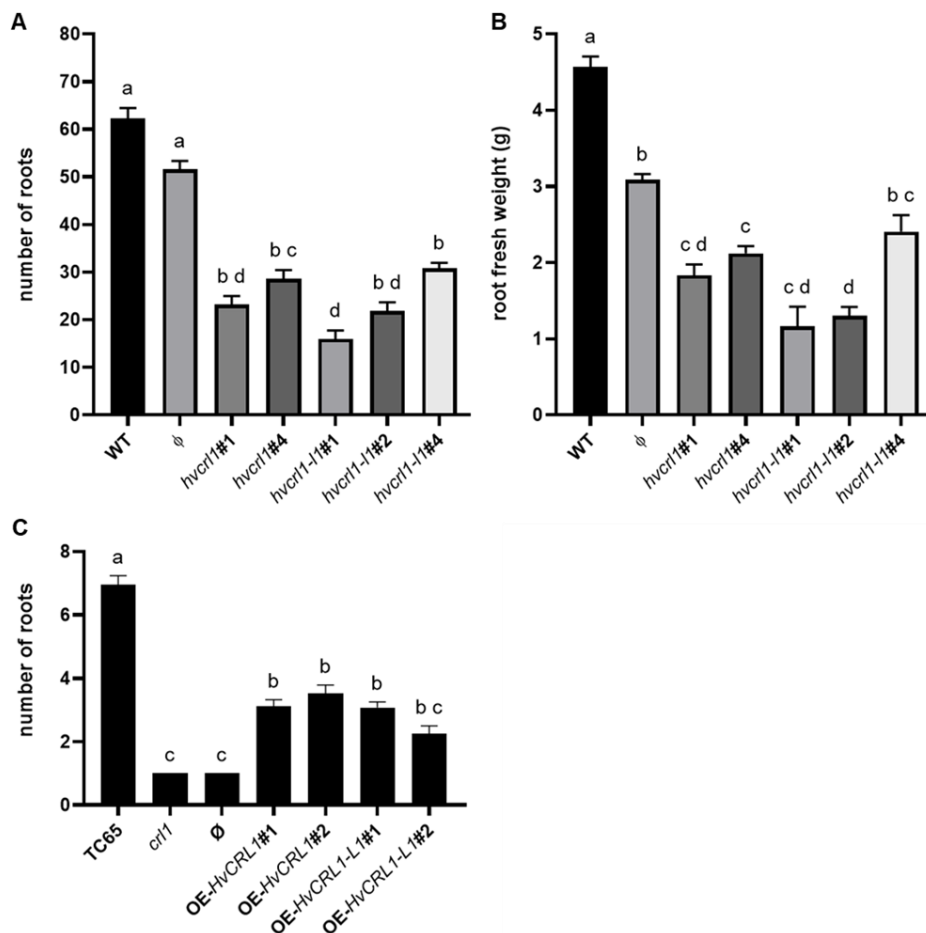 A
number of roots
80
70
60
50
40
30
20
10
0
a
a
b d
b c
d
b d
b
WT
ϕ
hvcrl1#1
hvcrl1#4
hvcrl1-l1#1
hvcrl1-l1#2
hvcrl1-l1#4
B
root fresh weight (g)
5
4
3
2
1
0
a
b
c d
c
c d
d
b c
WT
ϕ
hvcrl1#1
hvcrl1#4
hvcrl1-l1#1
hvcrl1-l1#2
hvcrl1-l1#4
C
number of roots
8
6
4
2
0
a
c
c
b
b
b
b c
TC65
crl1
Ø
OE-HvCRL1#1
OE-HvCRL1#2
OE-HvCRL1-L1#1
OE-HvCRL1-L1#2